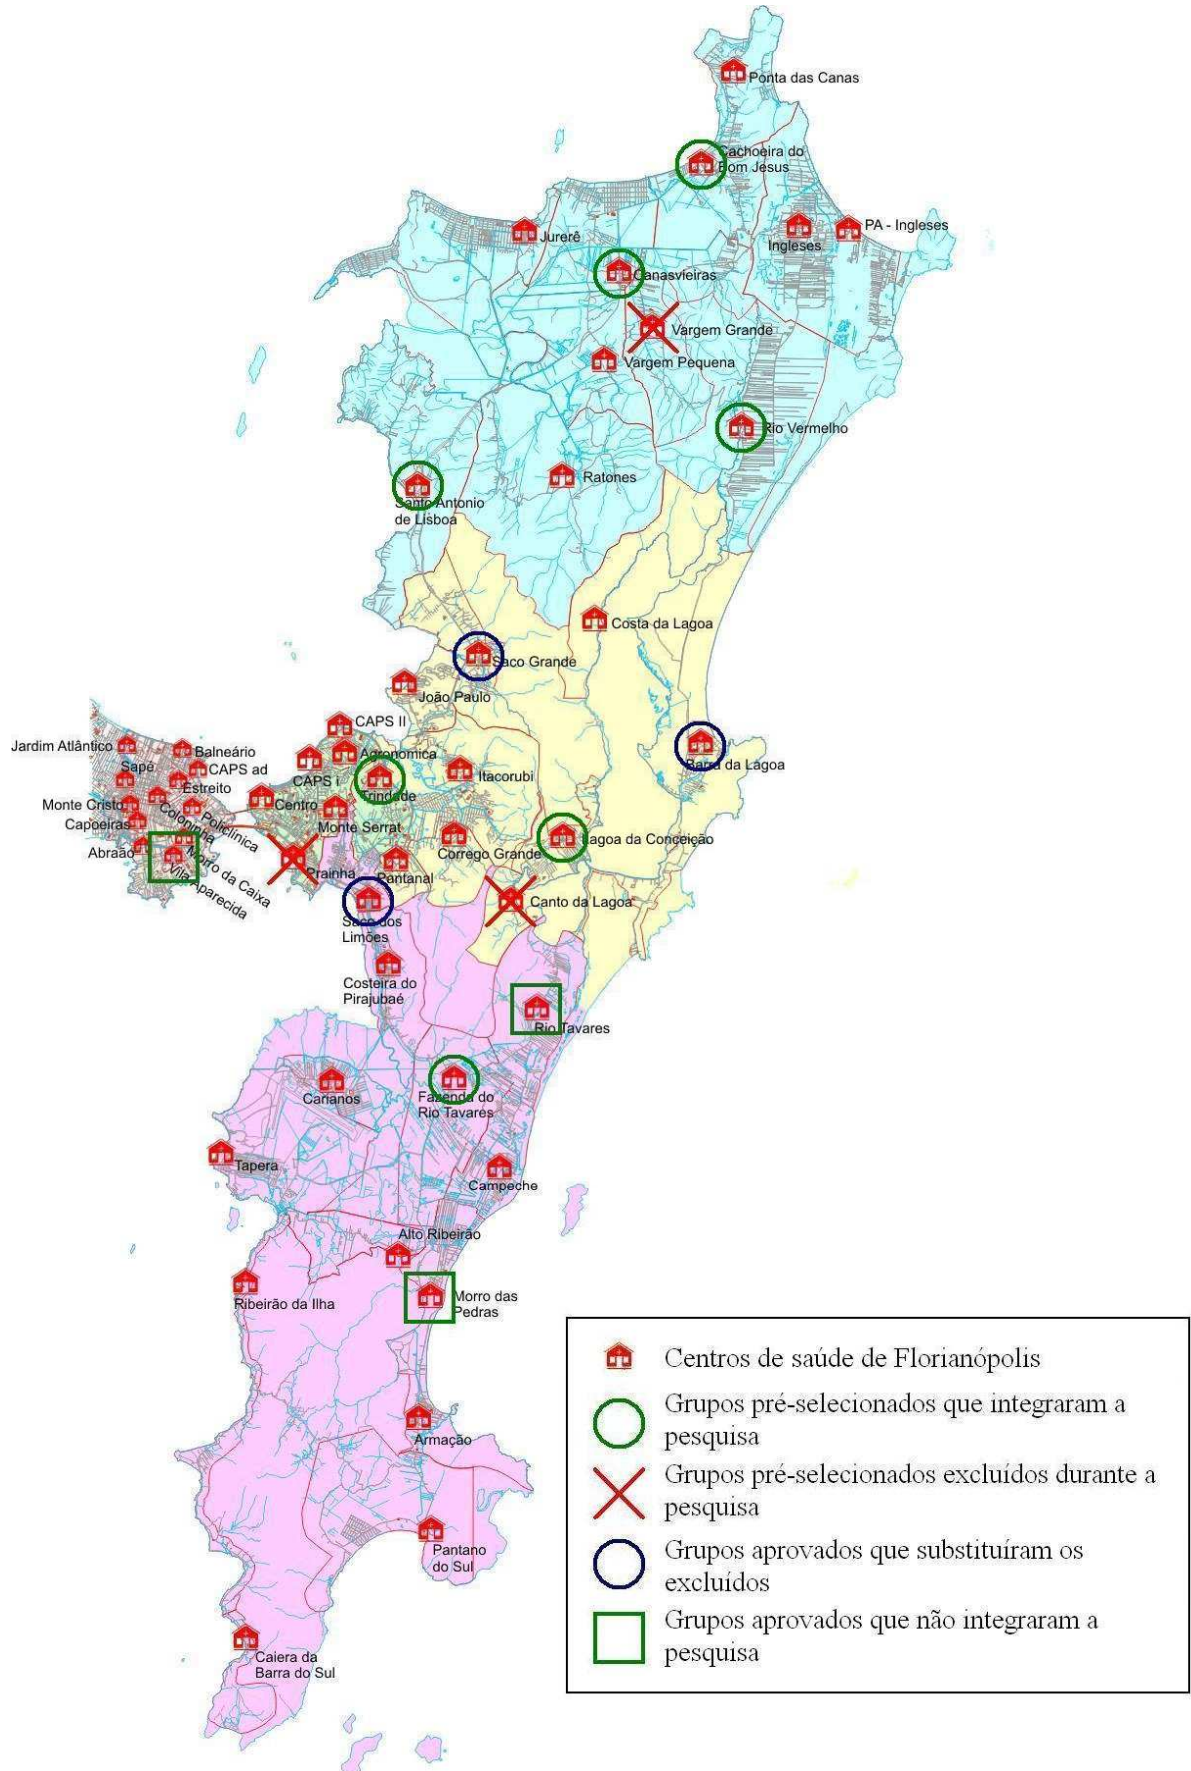 Ponta das Canas
Cachoeira do
Bom Jesus
PA - Ingleses
Ingleses
Jurerê
Canasvieiras
Vargem Grande
Vargem Pequena
Rio Vermelho
Ratones
Santo Antonio
de Lisboa
Costa da Lagoa
Saco Grande
João Paulo
CAPS II
Jardim Atlântico
Balneário
Agronomica
Barra da Lagoa
Sapé
CAPS ad
CAPS i
Itacorubi
Estreito
Trindade
Monte Cristo
Coloninha
Policlínica
Centro
Capoeiras
Monte Serrat
Lagoa da Conceição
Abraão
Corrego Grande
Morro da Caixa
Vila Aparecida
Prainha
Pantanal
Canto da Lagoa
Saco dos
Limões
Costeira do
Pirajubaé
Rio Tavares
Carianos
Fazenda do
Rio Tavares
Tapera
Campeche
Alto Ribeirão
Ribeirão da Ilha
Morro das
Pedras
Armação
Pantano
do Sul
Caiera da
Barra do Sul
Centros de saúde de Florianópolis
Grupos pré-selecionados que integraram a
pesquisa
Grupos pré-selecionados excluídos durante a
pesquisa
Grupos aprovados que substituíram os
excluídos
Grupos aprovados que não integraram a
pesquisa